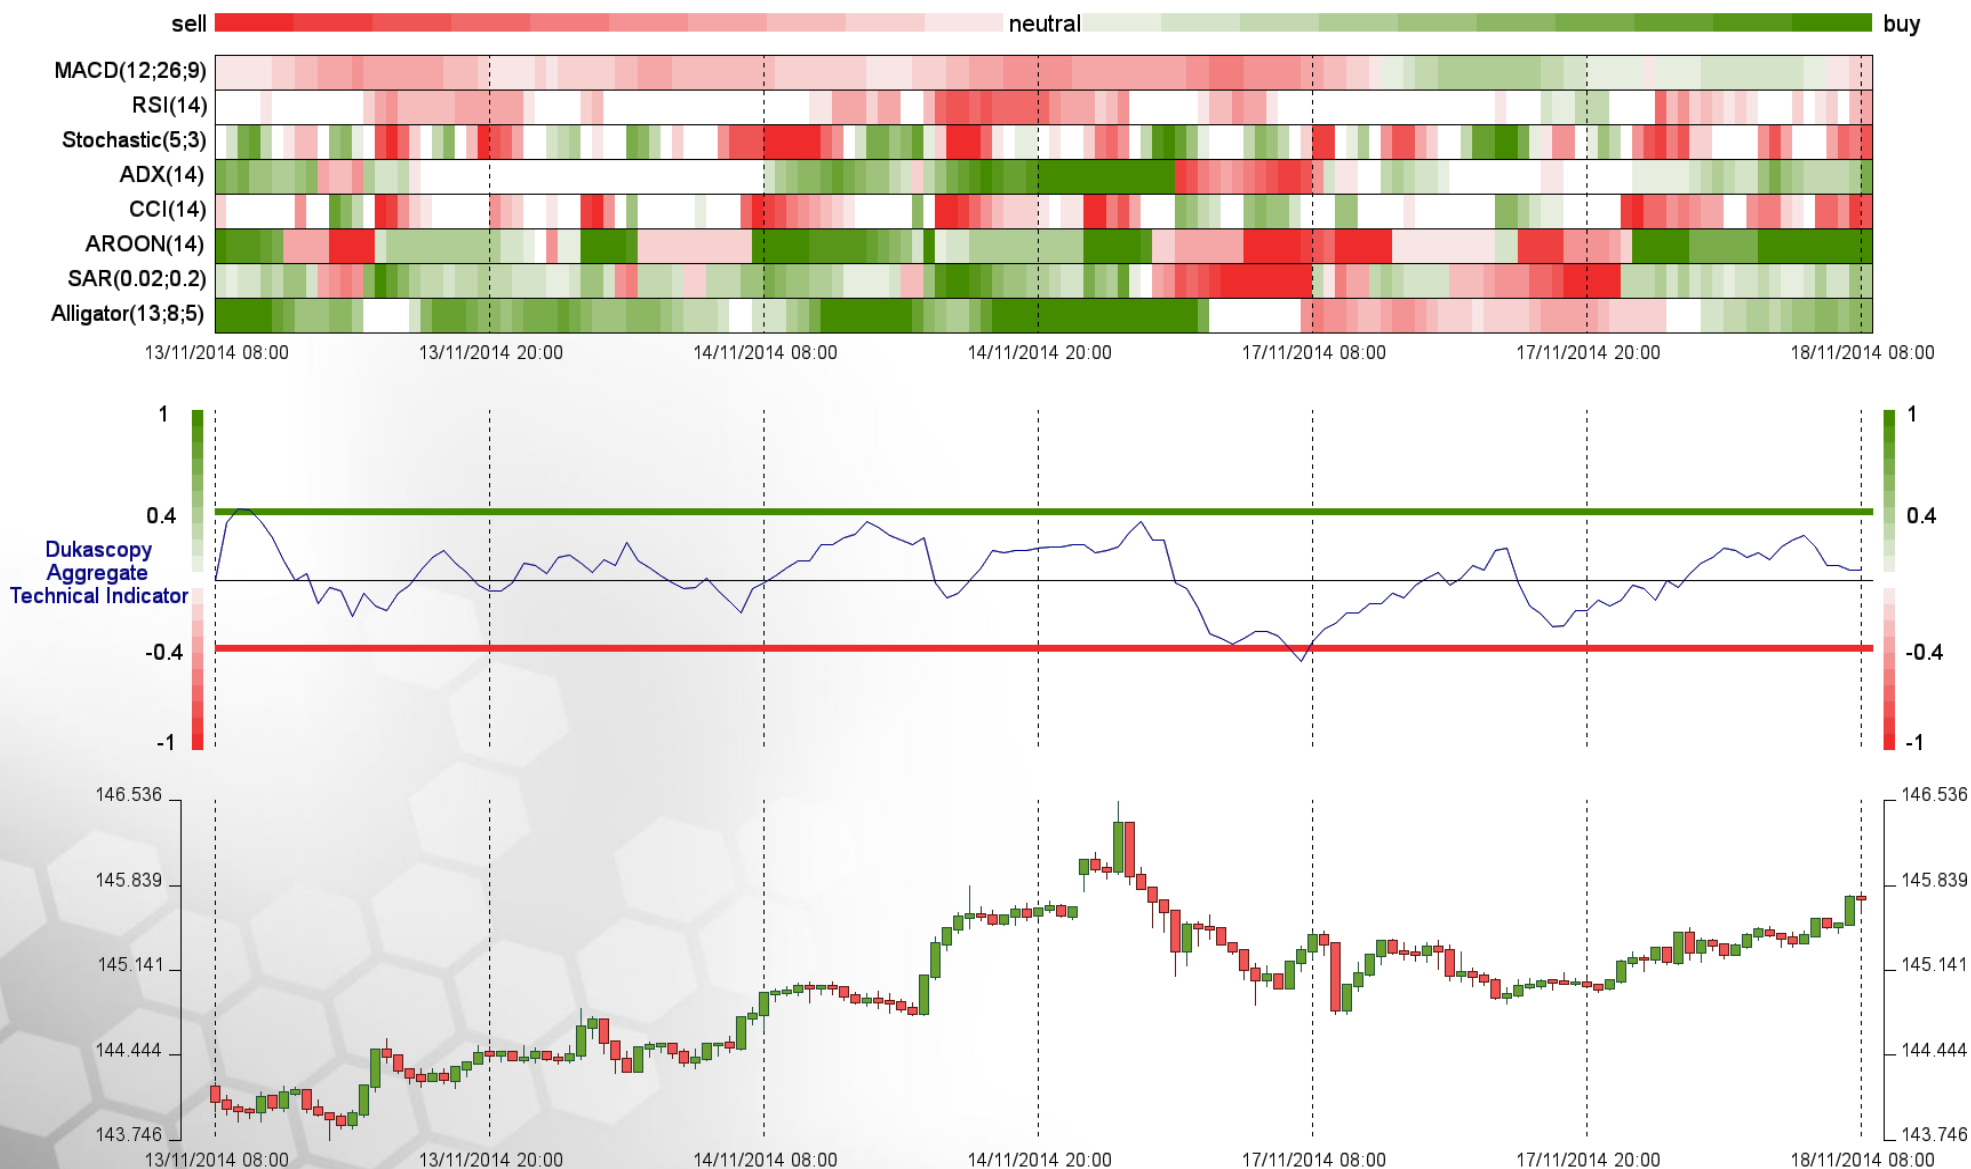 sell neutral buy
MACD(12;26;9)
RSI(14)
Stochastic(5;3)
ADX(14)
CCI(14)
AROON(14)
SAR(0.02;0.2)
Alligator(13;8;5)
13/11/2014 08:00 13/11/2014 20:00 14/11/2014 08:00 14/11/2014 20:00 17/11/2014 08:00 17/11/2014 20:00 18/11/2014 08:00
1 1
0.4 0.4
Dukascopy
Aggregate
Technical Indicator
-0.4 -0.4
-1 -1
146.536 146.536
145.839 145.839
145.141 145.141
144.444 144.444
143.746 143.746
13/11/2014 08:00 13/11/2014 20:00 14/11/2014 08:00 14/11/2014 20:00 17/11/2014 08:00 17/11/2014 20:00 18/11/2014 08:00